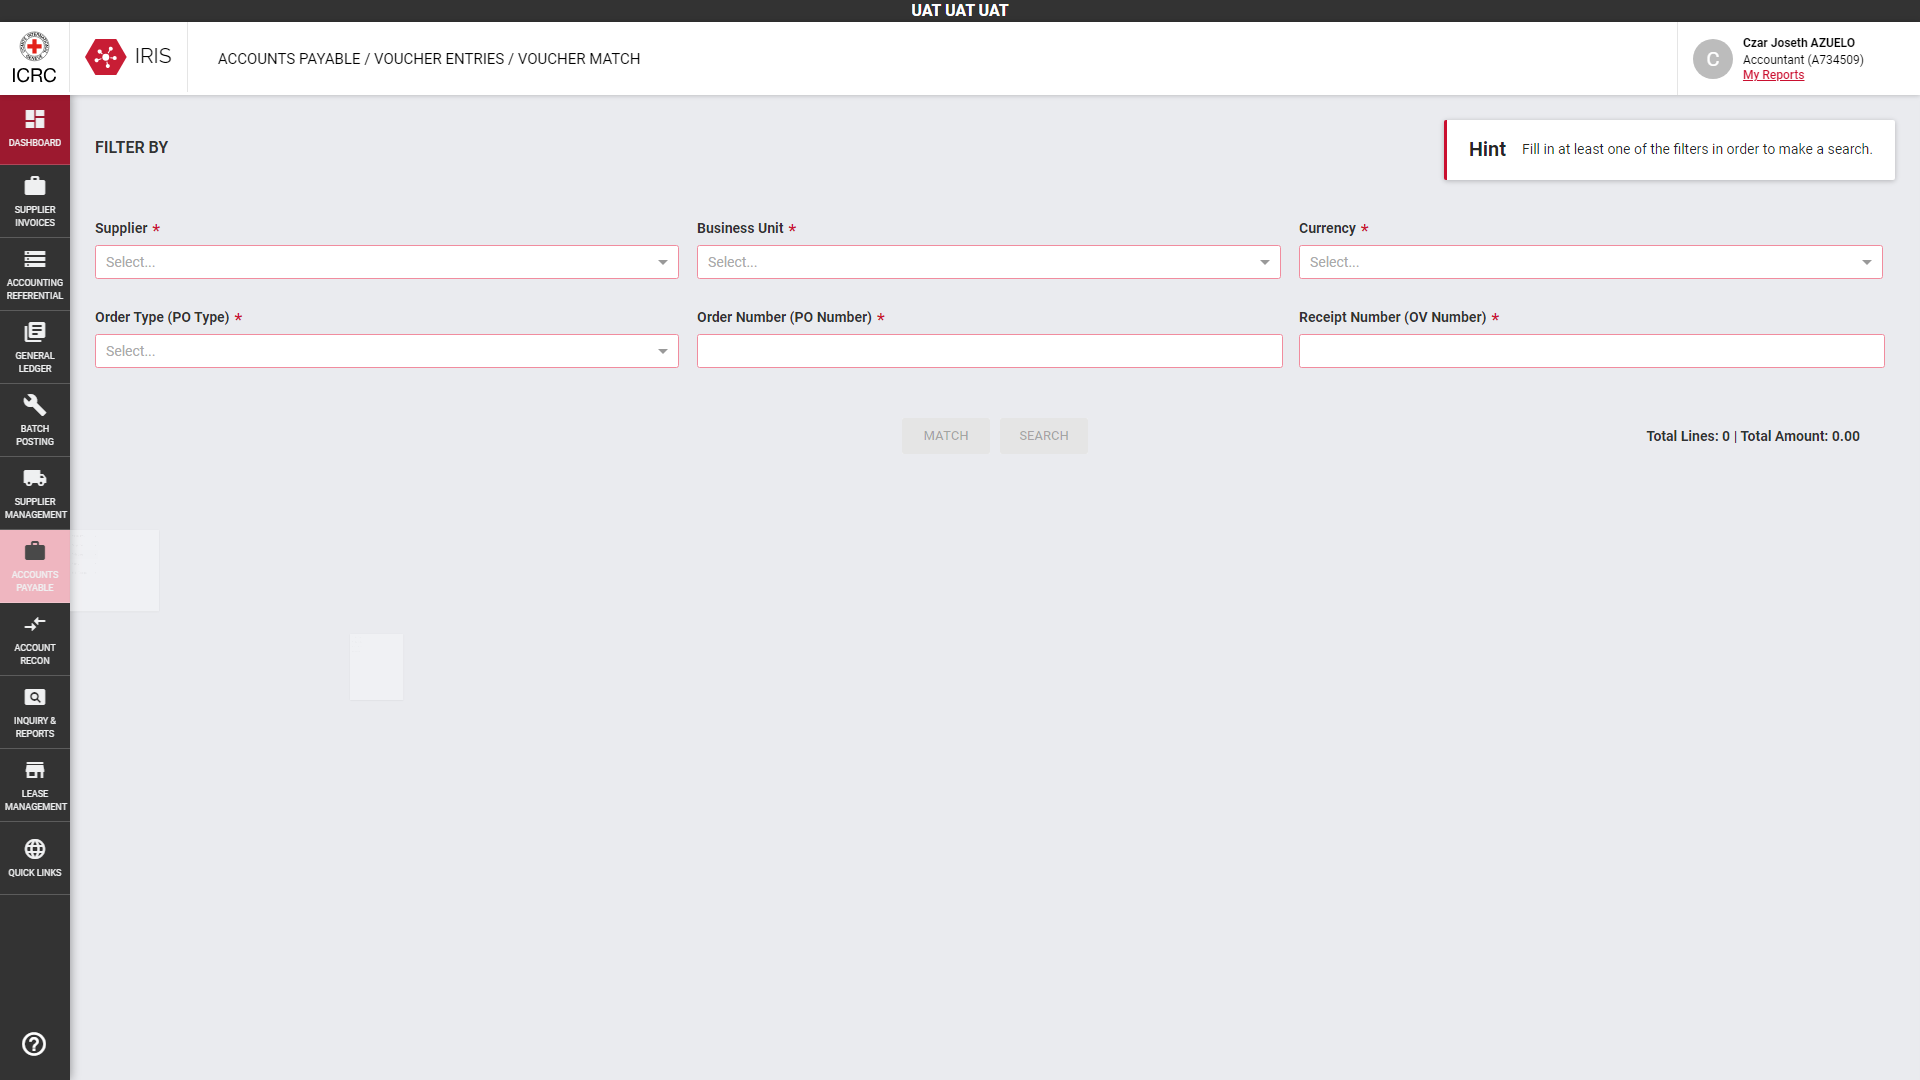 UAT UAT UAT
ICRC
IRIS
ACCOUNTS PAYABLE / VOUCHER ENTRIES / VOUCHER MATCH
C
Czar Joseth AZUELO
Accountant (A734509)
My Reports
DASHBOARD
SUPPLIER
INVOICES
ACCOUNTING
REFERENTIAL
GENERAL
LEDGER
BATCH
POSTING
SUPPLIER
MANAGEMENT
ACCOUNTS
PAYABLE
ACCOUNT
RECON
INQUIRY &
REPORTS
LEASE
MANAGEMENT
QUICK LINKS
FILTER BY
Hint Fill in at least one of the filters in order to make a search.
Supplier *
Select...
Business Unit *
Select...
Currency *
Select...
Order Type (PO Type) *
Select...
Order Number (PO Number) *
Receipt Number (OV Number) *
MATCH
SEARCH
Total Lines: 0 | Total Amount: 0.00